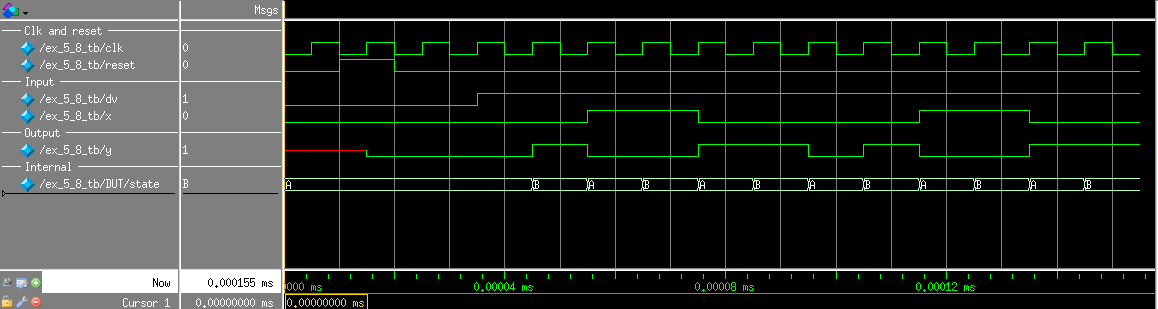 Msgs
Clk and reset
/ex_5_8_tb/clk 0
/ex_5_8_tb/reset 0
Input
/ex_5_8_tb/dv 1
/ex_5_8_tb/x 0
Output
/ex_5_8_tb/y 1
Internal
/ex_5_8_tb/DUT/state B A B A B A B A B A B A B
Now 0.000155 ms 000 ms 0.00004 ms 0.00008 ms 0.00012 ms
Cursor 1 0.00000000 ms 0.00000000 ms